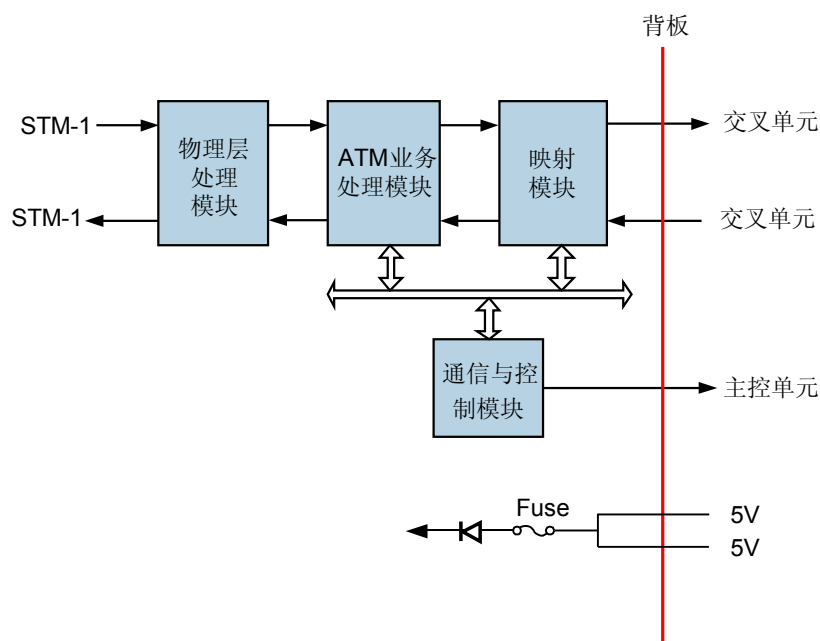 背板
STM-1
物理层
处理
模块
ATM业务
处理模块
映射
模块
交叉单元
STM-1
交叉单元
通信与控
制模块
主控单元
Fuse
5V
5V